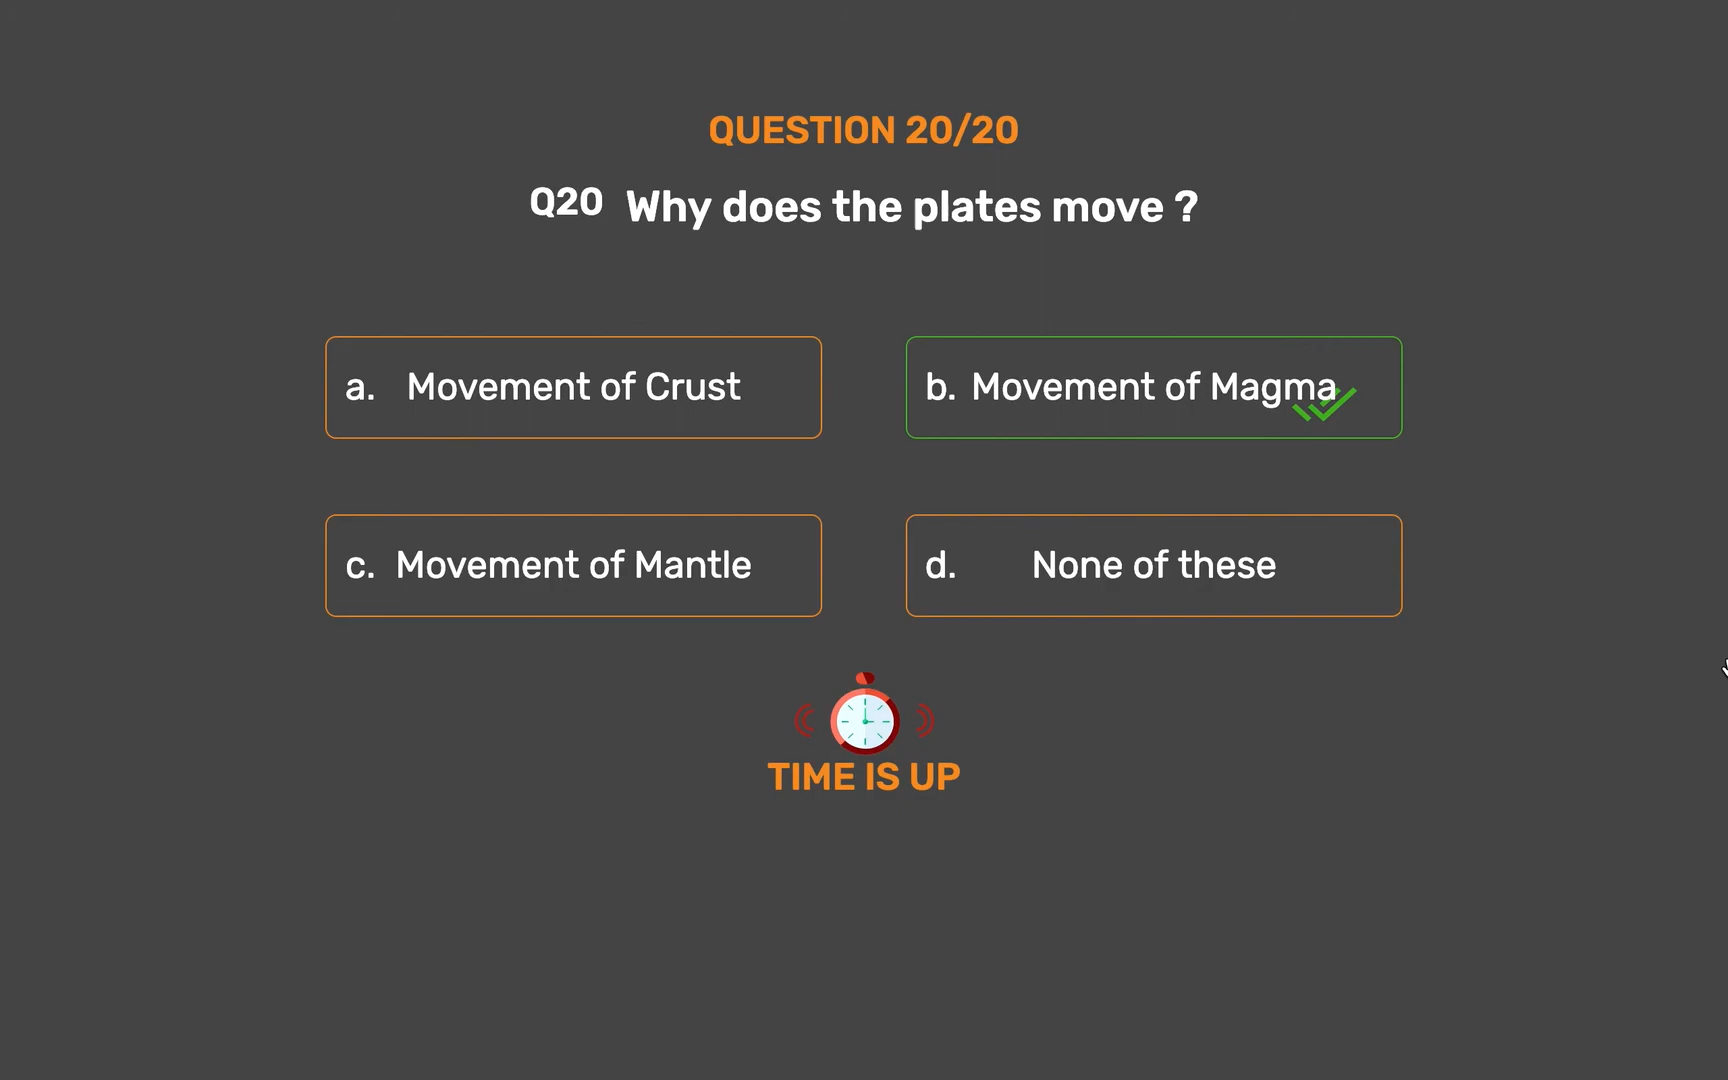 QUESTION 20/20
Q20 Why does the plates move ?
a. Movement of Crust
b. Movement of Magma
c. Movement of Mantle
d. None of these
TIME IS UP